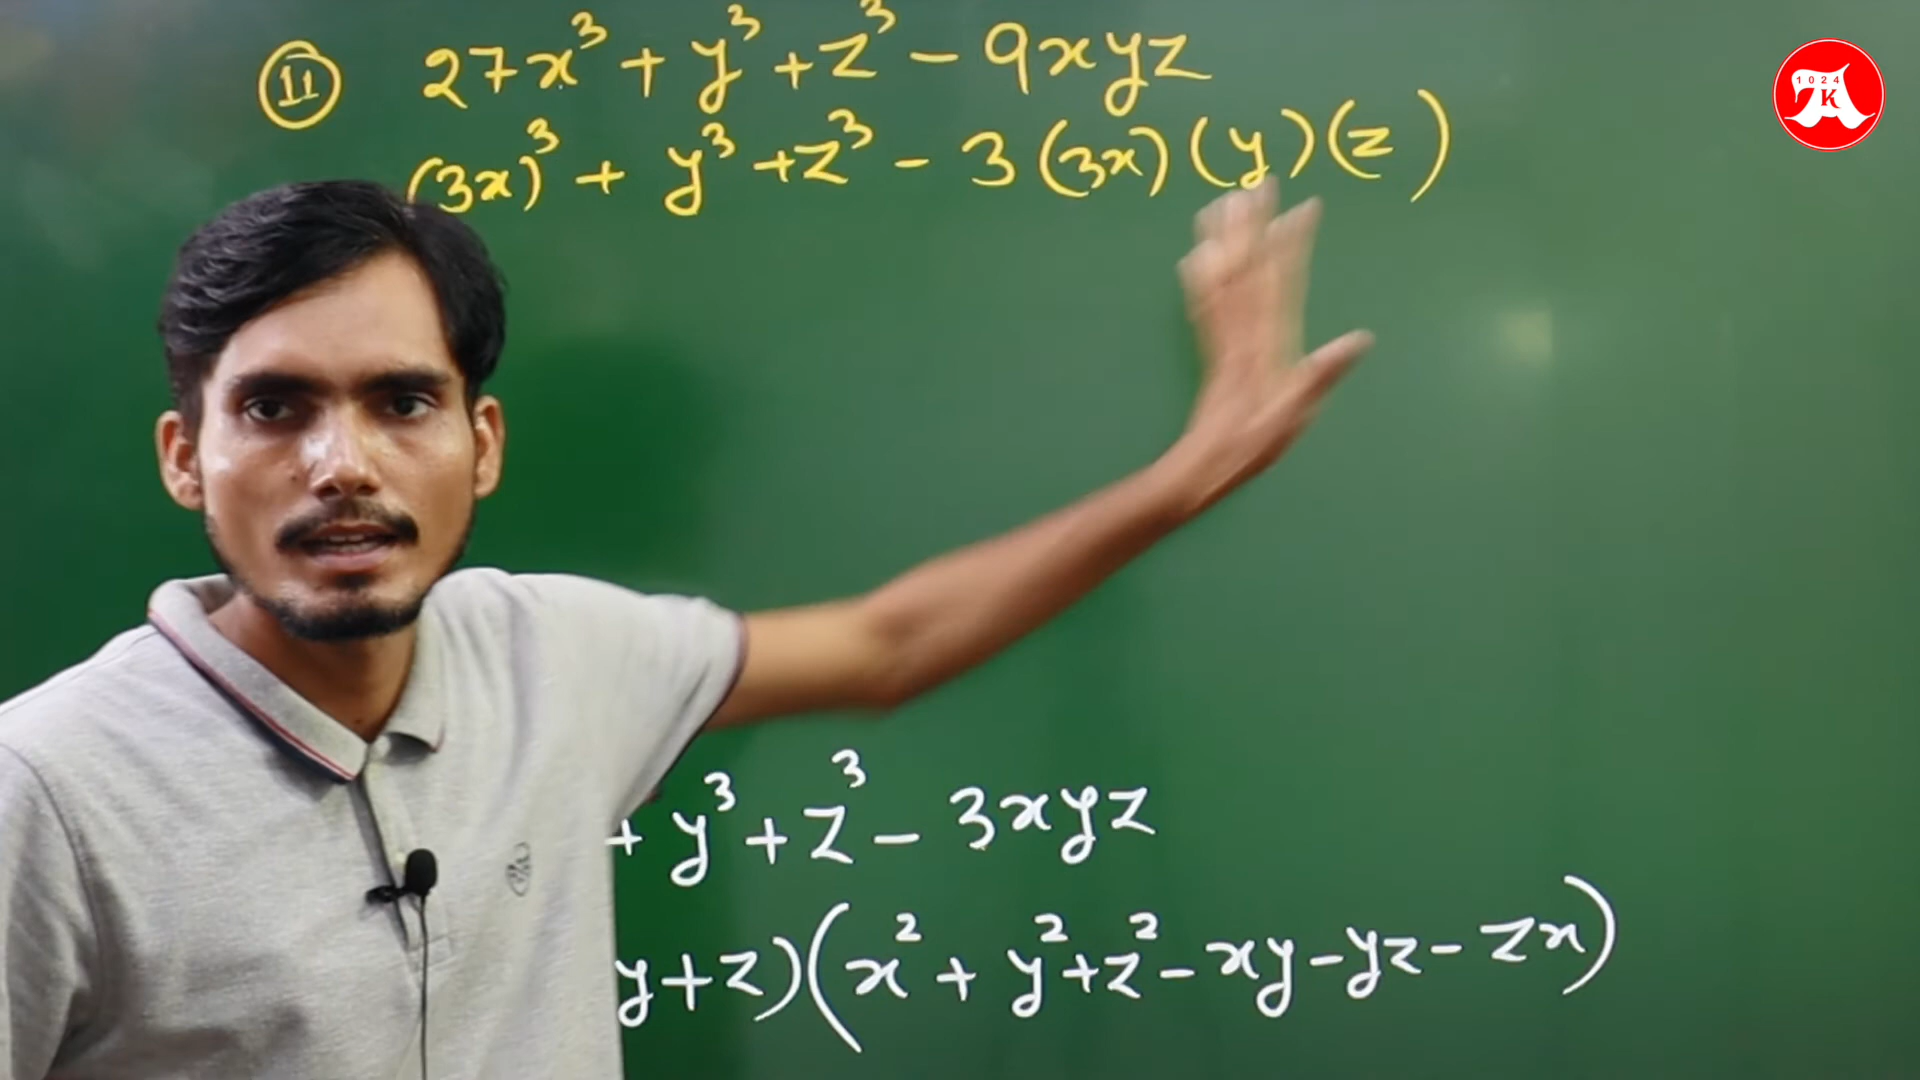 11 27x³ + y³ + z³ - 9xyz
(3x)³ + y³ + z³ - 3(3x)(y)(z)
+ y³ + z³ - 3xyz
y+z)(x² + y² + z² - xy - yz - zx)
1024
K